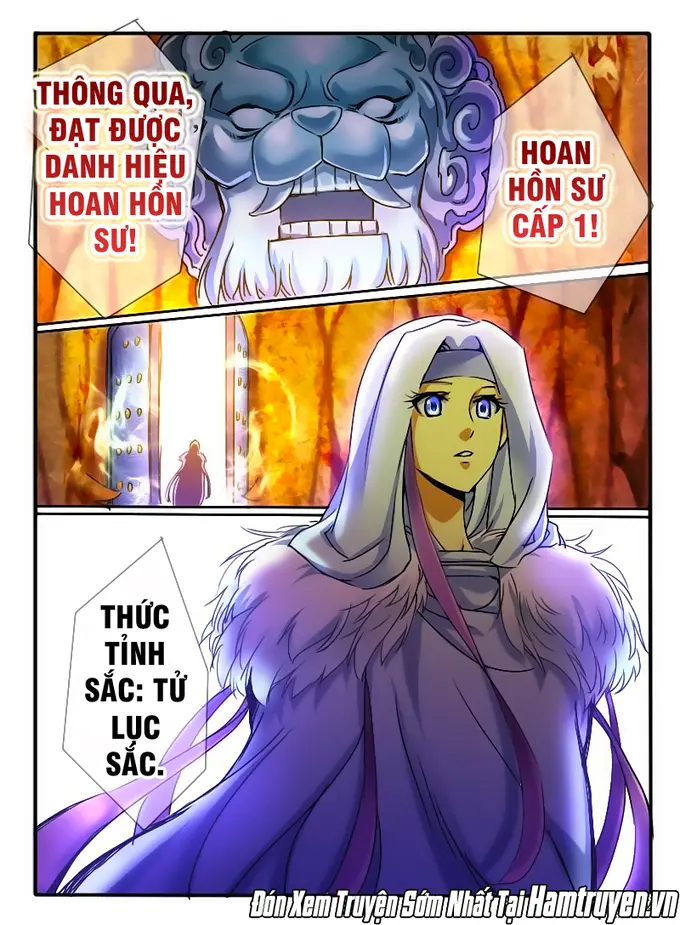 THÔNG QUA,
ĐẠT ĐƯỢC
DANH HIỆU
HOAN HỒN
SƯ!
HOAN
HỒN SƯ
CẤP 1!
THỨC
TỈNH
SẮC: TỬ
LỤC
SẮC.
Đón Xem Truyện Sớm Nhất Tại Hamtruyen.vn